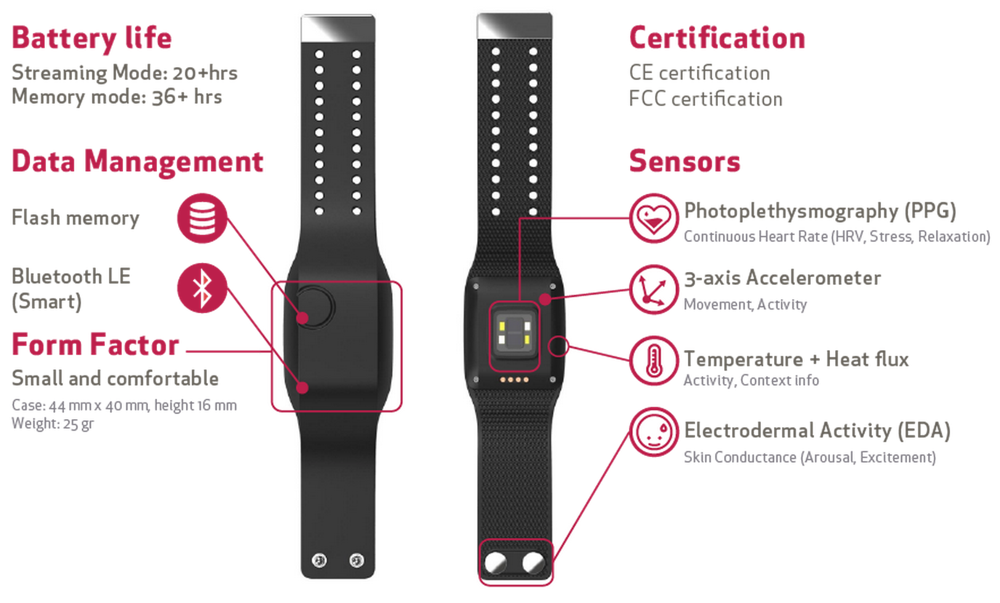 Battery life
Streaming Mode: 20+hrs
Memory mode: 36+ hrs
Data Management
Flash memory
Bluetooth LE
(Smart)
Form Factor
Small and comfortable
Case: 44 mm x 40 mm, height 16 mm
Weight: 25 gr
Certification
CE certification
FCC certification
Sensors
Photoplethysmography (PPG)
Continuous Heart Rate (HRV, Stress, Relaxation)
3-axis Accelerometer
Movement, Activity
Temperature + Heat flux
Activity, Context info
Electrodermal Activity (EDA)
Skin Conductance (Arousal, Excitement)